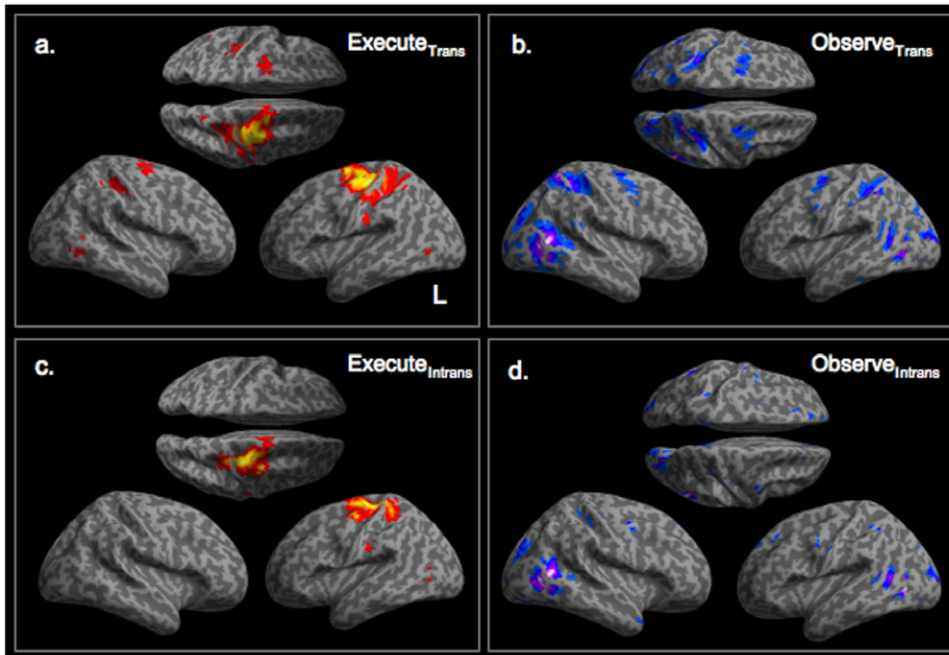 a. Execute_Trans
b. Observe_Trans
L
c. Execute_Intrans
d. Observe_Intrans